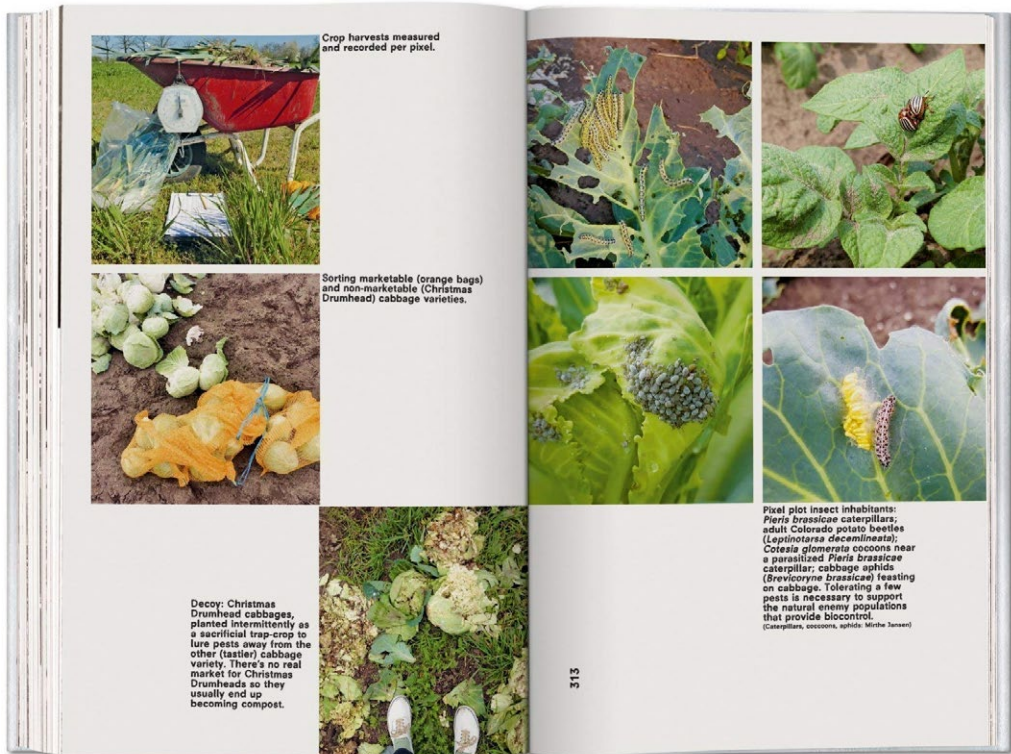 Crop harvests measured
and recorded per pixel.
Sorting marketable (orange bags)
and non-marketable (Christmas
Drumhead) cabbage varieties.
Decoy: Christmas
Drumhead cabbages,
planted intermittently as
a sacrificial trap-crop to
lure pests away from the
other (tastier) cabbage
variety. There's no real
market for Christmas
Drumheads so they
usually end up
becoming compost.
Pixel plot insect inhabitants:
Pieris brassicae caterpillars;
adult Colorado potato beetles
(Leptinotarsa decemlineata);
Cotesia glomerata cocoons near
a parasitized Pieris brassicae
caterpillar; cabbage aphids
(Brevicoryne brassicae) feasting
on cabbage. Tolerating a few
pests is necessary to support
the natural enemy populations
that provide biocontrol.
(Caterpillars, coccoons, aphids: Mirthe Jansen)
313